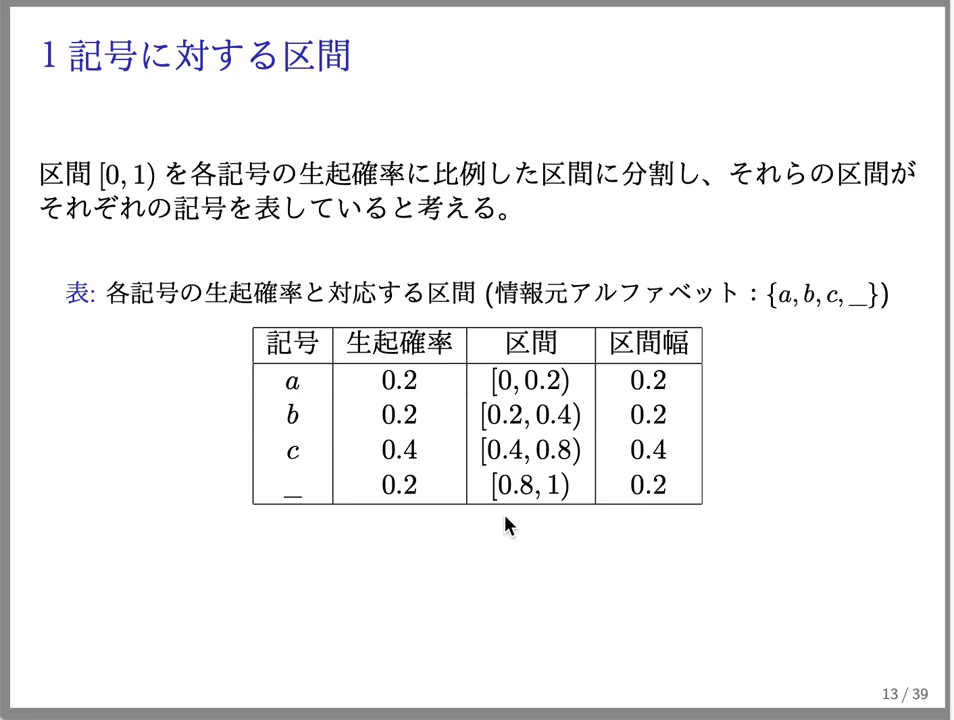 1 記号に対する区間
区間 [0, 1) を各記号の生起確率に比例した区間に分割し、それらの区間が
それぞれの記号を表していると考える。
表: 各記号の生起確率と対応する区間 (情報元アルファベット：{a, b, c, _})
記号 生起確率 区間 区間幅
a 0.2 [0, 0.2) 0.2
b 0.2 [0.2, 0.4) 0.2
c 0.4 [0.4, 0.8) 0.4
_ 0.2 [0.8, 1) 0.2
13 / 39